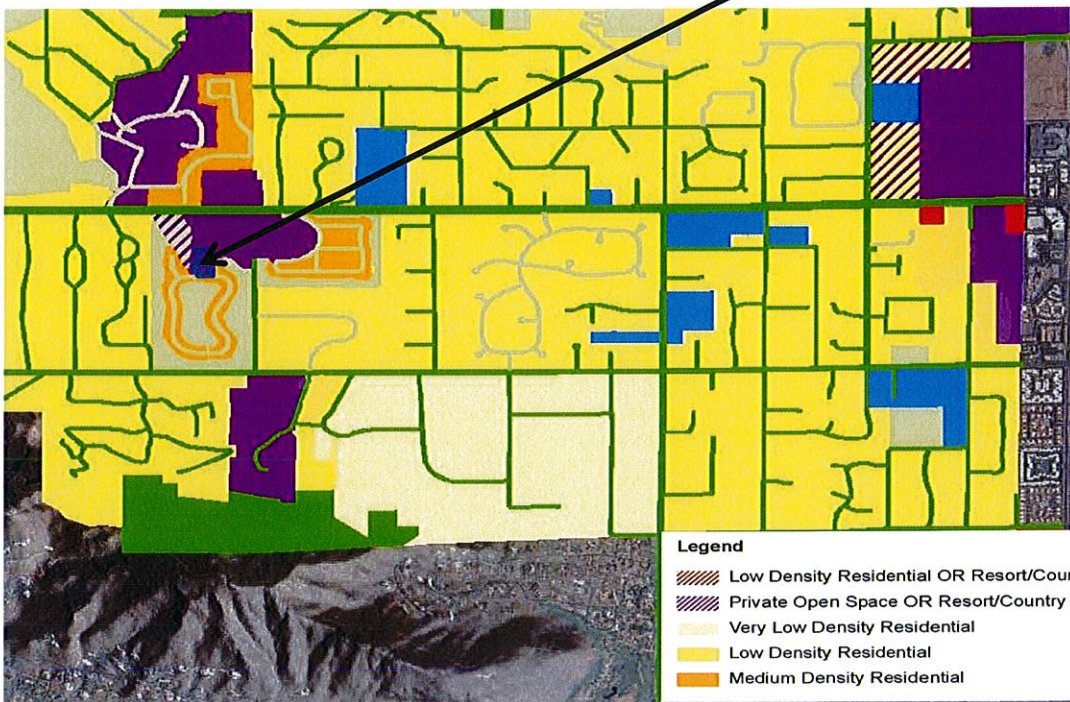 Legend
Low Density Residential OR Resort/Cour
Private Open Space OR Resort/Country
Very Low Density Residential
Low Density Residential
Medium Density Residential